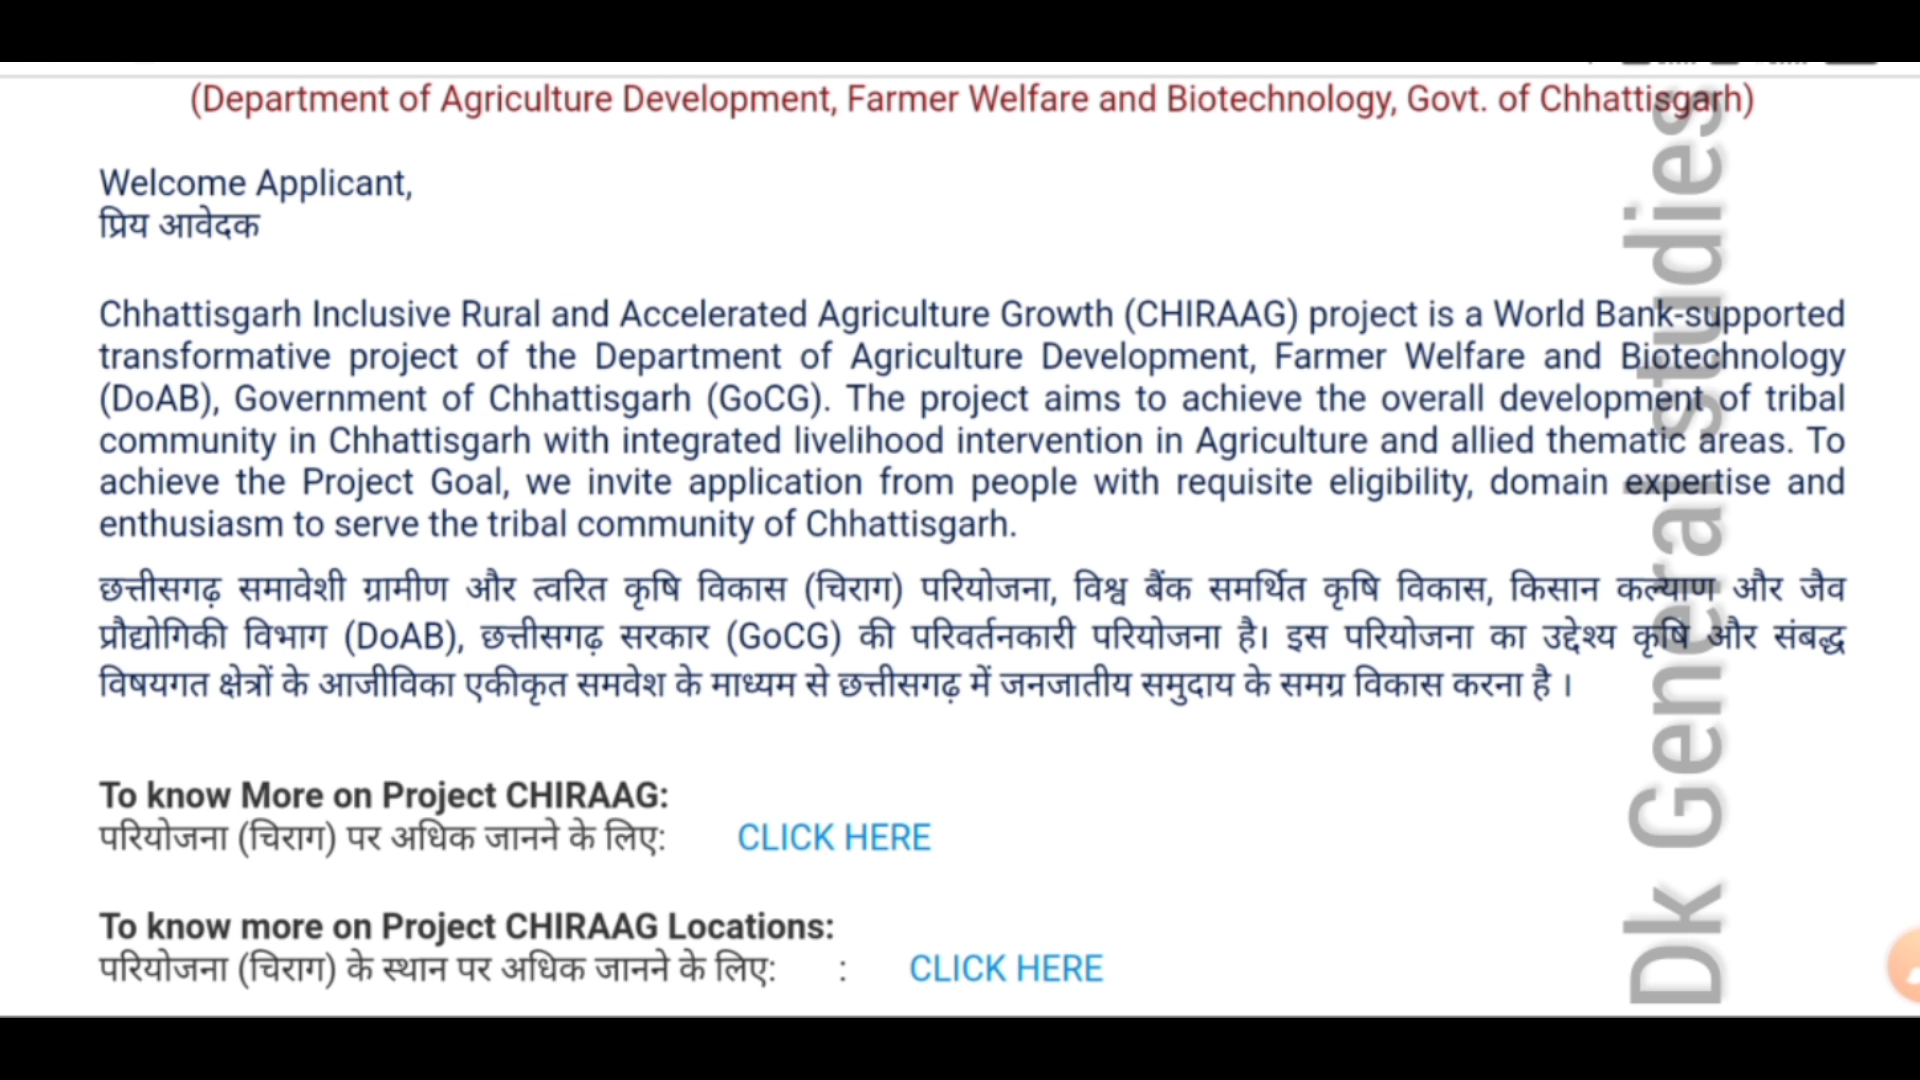 (Department of Agriculture Development, Farmer Welfare and Biotechnology, Govt. of Chhattisgarh)
Welcome Applicant,
प्रिय आवेदक
Chhattisgarh Inclusive Rural and Accelerated Agriculture Growth (CHIRAAG) project is a World Bank-supported
transformative project of the Department of Agriculture Development, Farmer Welfare and Biotechnology
(DoAB), Government of Chhattisgarh (GoCG). The project aims to achieve the overall development of tribal
community in Chhattisgarh with integrated livelihood intervention in Agriculture and allied thematic areas. To
achieve the Project Goal, we invite application from people with requisite eligibility, domain expertise and
enthusiasm to serve the tribal community of Chhattisgarh.
छत्तीसगढ़ समावेशी ग्रामीण और त्वरित कृषि विकास (चिराग) परियोजना, विश्व बैंक समर्थित कृषि विकास, किसान कल्याण और जैव
प्रौद्योगिकी विभाग (DoAB), छत्तीसगढ़ सरकार (GoCG) की परिवर्तनकारी परियोजना है। इस परियोजना का उद्देश्य कृषि और संबद्ध
विषयगत क्षेत्रों के आजीविका एकीकृत समवेश के माध्यम से छत्तीसगढ़ में जनजातीय समुदाय के समग्र विकास करना है ।
To know More on Project CHIRAAG:
परियोजना (चिराग) पर अधिक जानने के लिए: CLICK HERE
To know more on Project CHIRAAG Locations:
परियोजना (चिराग) के स्थान पर अधिक जानने के लिए: : CLICK HERE
Dk General studies